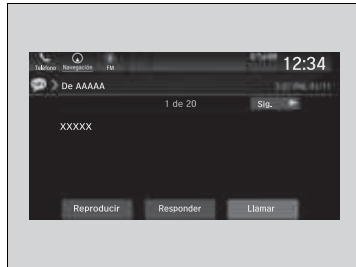 Teléfono Navegación FM
12:34
De AAAAA
1 de 20 Sig.
XXXXX
Reproducir Responder Llamar